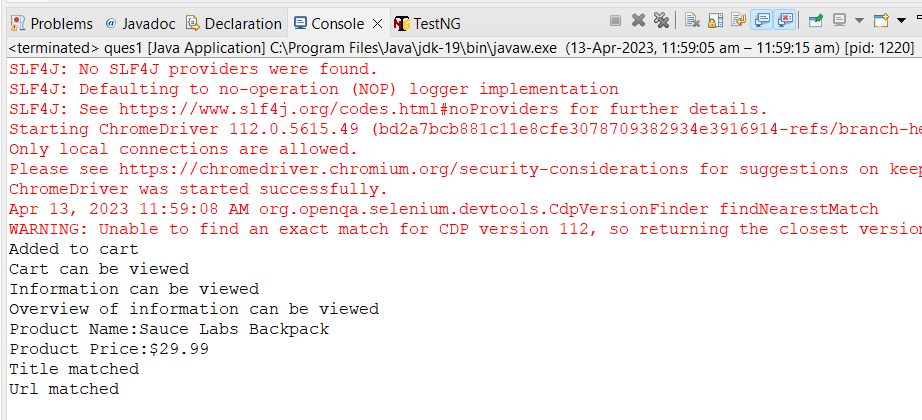 Problems @ Javadoc Declaration Console TestNG
<terminated> ques1 [Java Application] C:\Program Files\Java\jdk-19\bin\javaw.exe (13-Apr-2023, 11:59:05 am – 11:59:15 am) [pid: 1220]
SLF4J: No SLF4J providers were found.
SLF4J: Defaulting to no-operation (NOP) logger implementation
SLF4J: See https://www.slf4j.org/codes.html#noProviders for further details.
Starting ChromeDriver 112.0.5615.49 (bd2a7bcb881c11e8cfe3078709382934e3916914-refs/branch-he
Only local connections are allowed.
Please see https://chromedriver.chromium.org/security-considerations for suggestions on keep
ChromeDriver was started successfully.
Apr 13, 2023 11:59:08 AM org.openqa.selenium.devtools.CdpVersionFinder findNearestMatch
WARNING: Unable to find an exact match for CDP version 112, so returning the closest version
Added to cart
Cart can be viewed
Information can be viewed
Overview of information can be viewed
Product Name:Sauce Labs Backpack
Product Price:$29.99
Title matched
Url matched